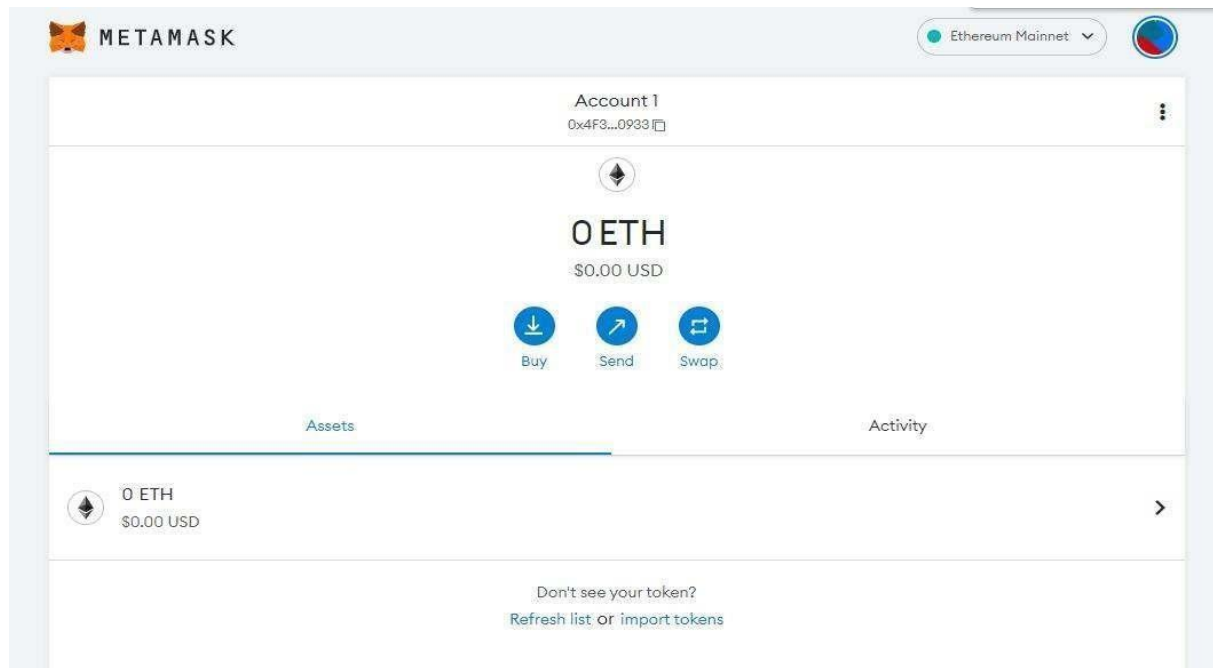 METAMASK
Ethereum Mainnet
Account 1
0x4F3...0933
0 ETH
$0.00 USD
Buy Send Swap
Assets Activity
0 ETH
$0.00 USD
Don't see your token?
Refresh list or import tokens